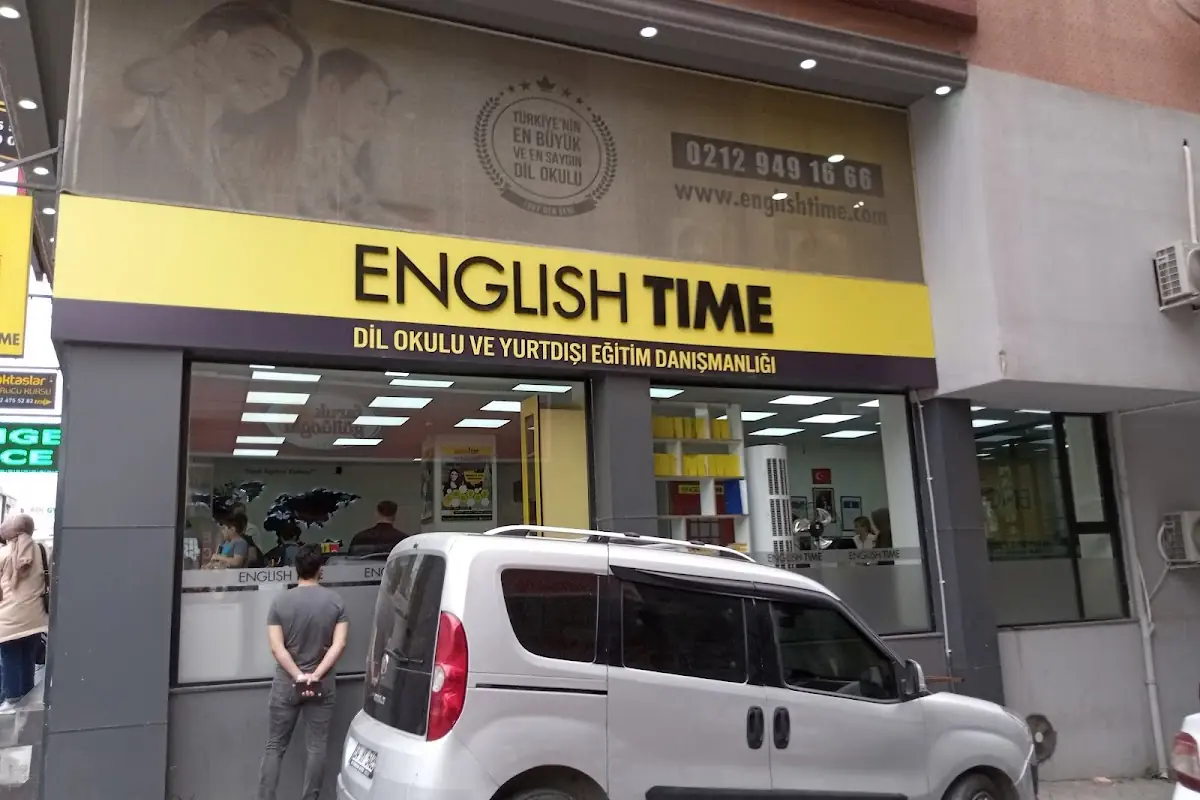 TÜRKİYE'NİN
EN BÜYÜK
VE EN SAYGIN
DİL OKULU
0212 949 16 66
www.englishtime.com
ENGLISH TIME
DİL OKULU VE YURTDIŞI EĞİTİM DANIŞMANLIĞI
ENGLISH
ENGLISH TIME
ENGLISH TIME